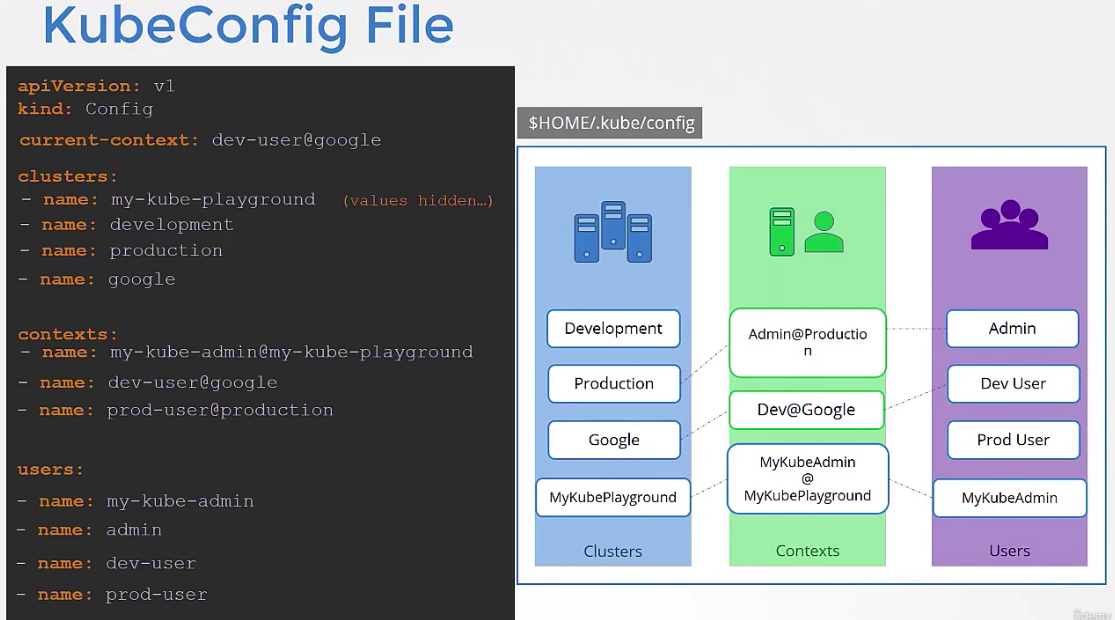 KubeConfig File
apiVersion: v1
kind: Config
current-context: dev-user@google
clusters:
- name: my-kube-playground (values hidden…)
- name: development
- name: production
- name: google
contexts:
- name: my-kube-admin@my-kube-playground
- name: dev-user@google
- name: prod-user@production
users:
- name: my-kube-admin
- name: admin
- name: dev-user
- name: prod-user
$HOME/.kube/config
Development
Production
Google
MyKubePlayground
Clusters
Admin@Productio
n
Dev@Google
MyKubeAdmin
@
MyKubePlayground
Contexts
Admin
Dev User
Prod User
MyKubeAdmin
Users
ûdemy